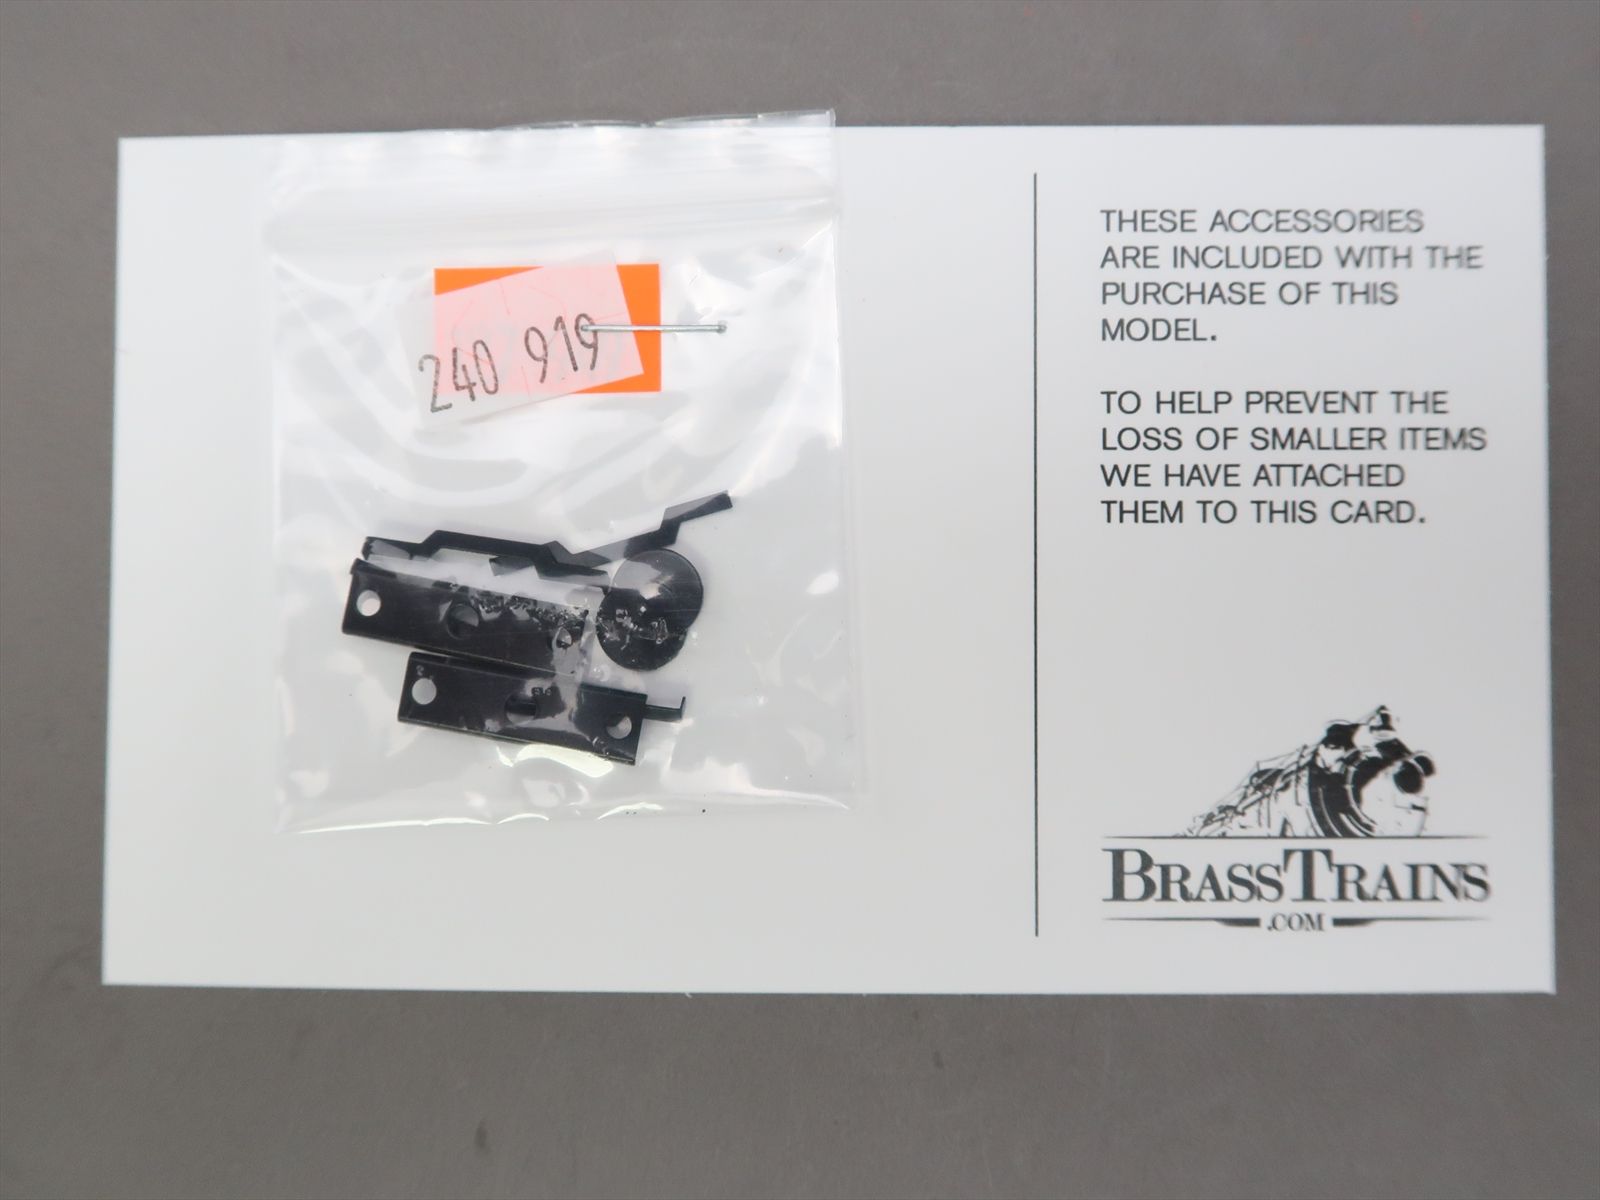 240 919
THESE ACCESSORIES
ARE INCLUDED WITH THE
PURCHASE OF THIS
MODEL.
TO HELP PREVENT THE
LOSS OF SMALLER ITEMS
WE HAVE ATTACHED
THEM TO THIS CARD.
BRASSTRAINS
.COM